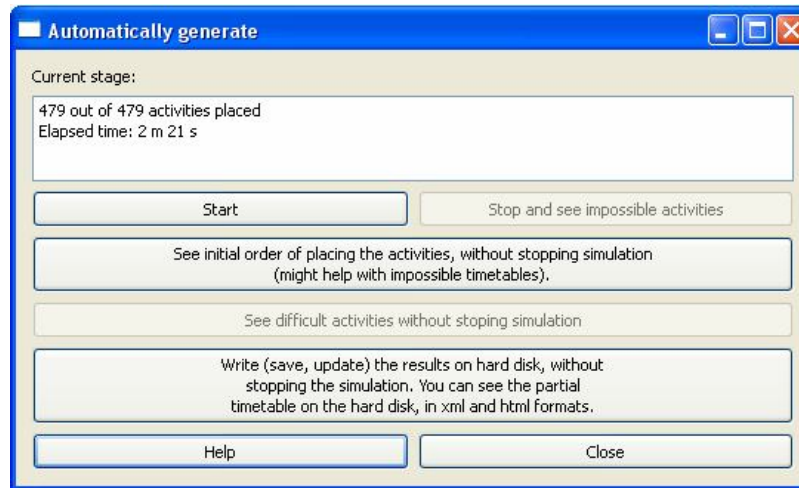 Automatically generate
Current stage:
479 out of 479 activities placed
Elapsed time: 2 m 21 s
Start
Stop and see impossible activities
See initial order of placing the activities, without stopping simulation
(might help with impossible timetables).
See difficult activities without stoping simulation
Write (save, update) the results on hard disk, without
stopping the simulation. You can see the partial
timetable on the hard disk, in xml and html formats.
Help
Close